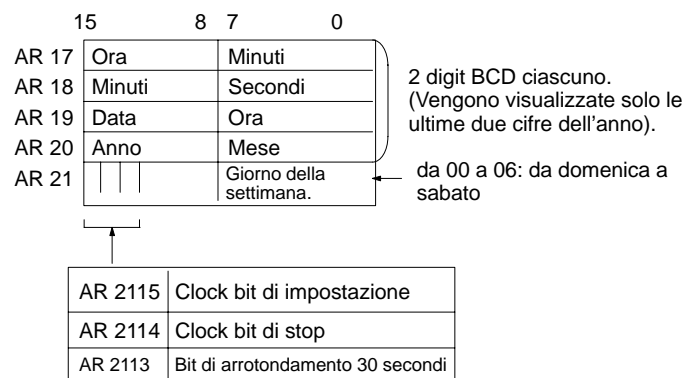 15 8 7 0
AR 17 Ora Minuti
AR 18 Minuti Secondi
AR 19 Data Ora
AR 20 Anno Mese
AR 21 Giorno della
settimana.
2 digit BCD ciascuno.
(Vengono visualizzate solo le
ultime due cifre dell'anno).
da 00 a 06: da domenica a
sabato
AR 2115 Clock bit di impostazione
AR 2114 Clock bit di stop
AR 2113 Bit di arrotondamento 30 secondi